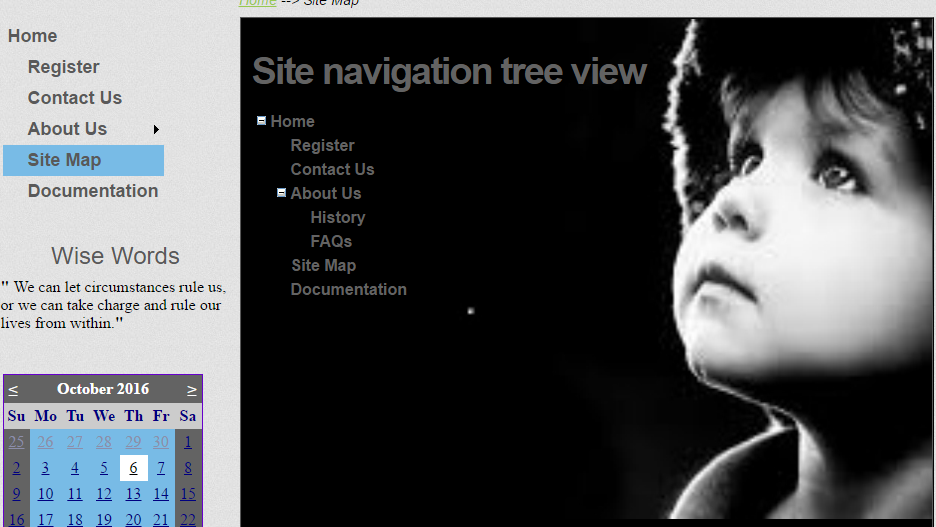 Home --> Site Map
Home
Register
Contact Us
About Us
Site Map
Documentation
Wise Words
" We can let circumstances rule us,
or we can take charge and rule our
lives from within."
< October 2016 >
Su Mo Tu We Th Fr Sa
25 26 27 28 29 30 1
2 3 4 5 6 7 8
9 10 11 12 13 14 15
16 17 18 19 20 21 22
Site navigation tree view
Home
Register
Contact Us
About Us
History
FAQs
Site Map
Documentation